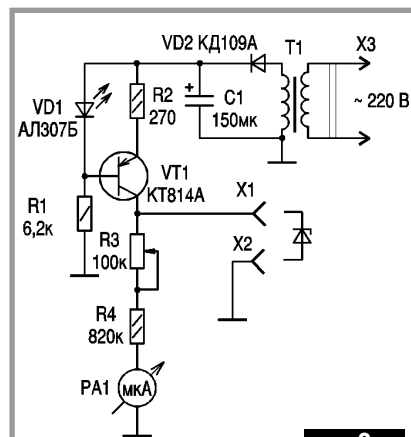 VD2 КД109А
T1
X3
VD1
АЛ307Б
R2
270
+
C1
150мк
~ 220 В
VT1
КТ814А
X1
R1
6,2к
R3
100к
X2
R4
820к
PA1
мкА